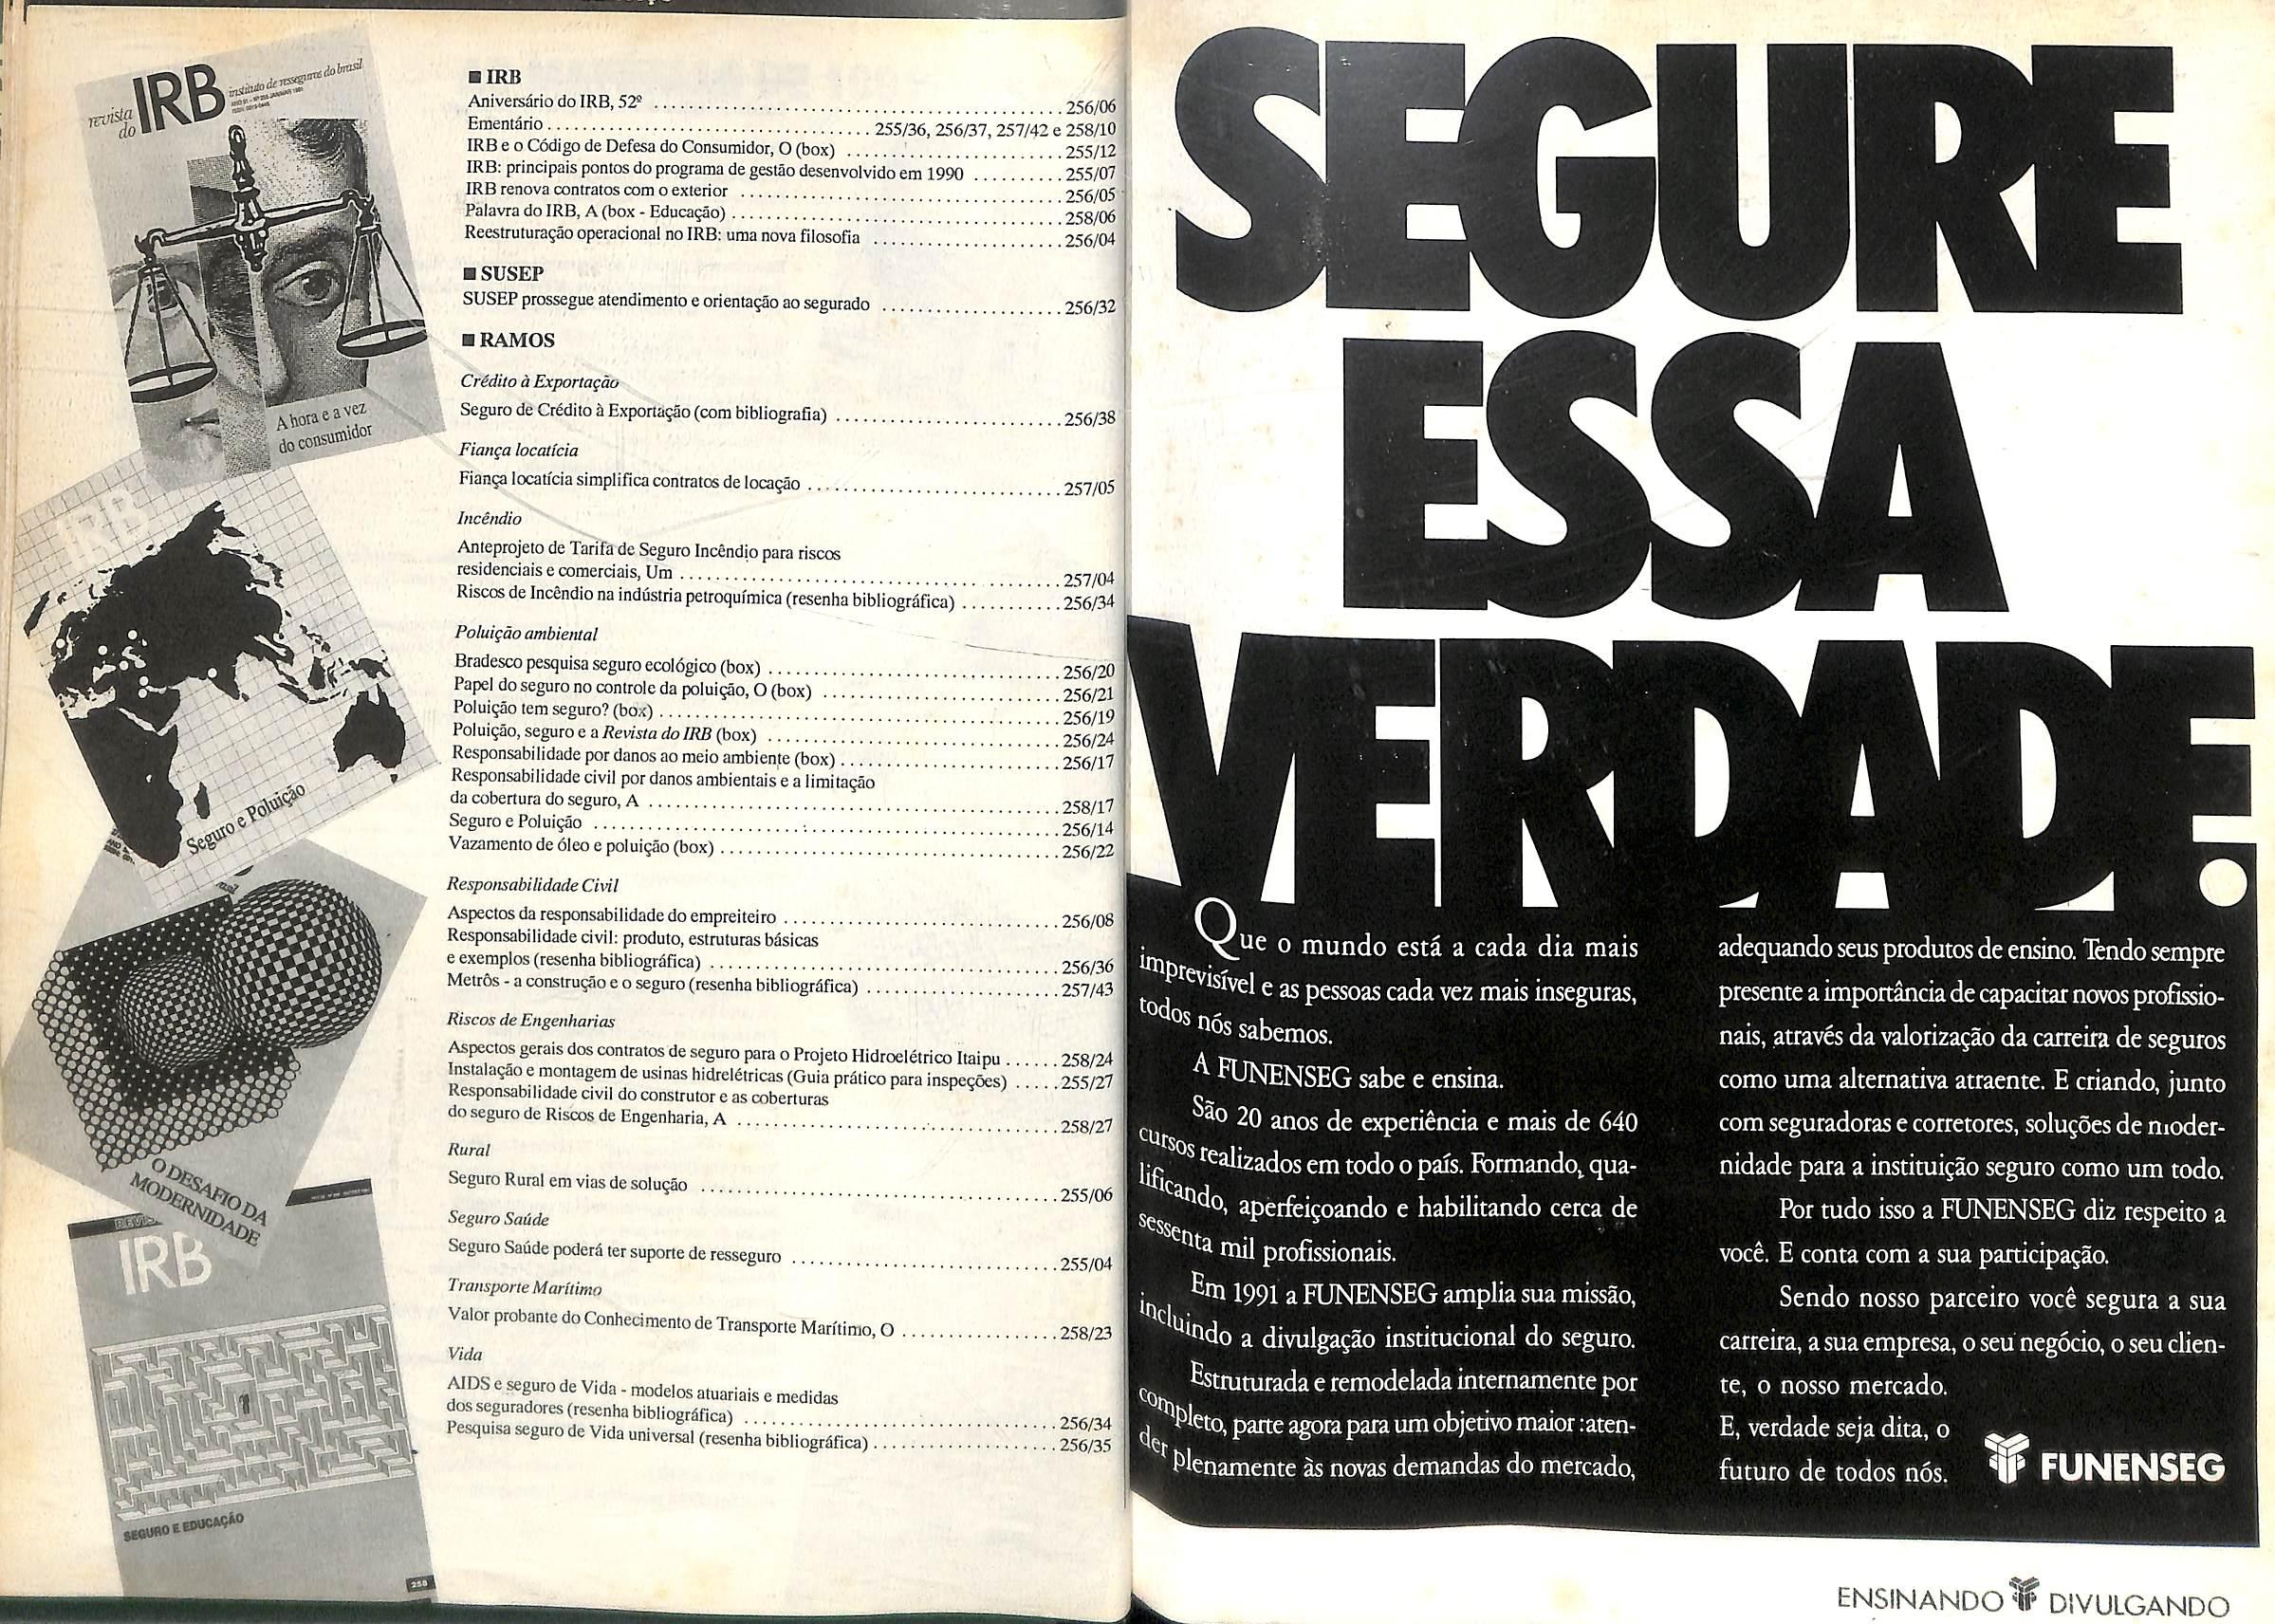 revista do IRB instituto de resseguros do brasil
A hora e a vez
do consumidor
IRB
Seguro e Poluição
O DESAFIO DA
MODERNIDADE
IRB
SEGURO E EDUCAÇÃO
258
■ IRB
Aniversário do IRB, 52º ........ 256/06
Ementário ........ 255/36, 256/37, 257/42 e 258/10
IRB e o Código de Defesa do Consumidor, O (box) ........ 255/12
IRB: principais pontos do programa de gestão desenvolvido em 1990 ........ 255/07
IRB renova contratos com o exterior ........ 256/05
Palavra do IRB, A (box - Educação) ........ 258/06
Reestruturação operacional no IRB: uma nova filosofia ........ 256/04
■ SUSEP
SUSEP prossegue atendimento e orientação ao segurado ........ 256/32
■ RAMOS
Crédito à Exportação
Seguro de Crédito à Exportação (com bibliografia) ........ 256/38
Fiança locatícia
Fiança locatícia simplifica contratos de locação ........ 257/05
Incêndio
Anteprojeto de Tarifa de Seguro Incêndio para riscos
residenciais e comerciais, Um ........ 257/04
Riscos de Incêndio na indústria petroquímica (resenha bibliográfica) ........ 256/34
Poluição ambiental
Bradesco pesquisa seguro ecológico (box) ........ 256/20
Papel do seguro no controle da poluição, O (box) ........ 256/21
Poluição tem seguro? (box) ........ 256/19
Poluição, seguro e a Revista do IRB (box) ........ 256/24
Responsabilidade por danos ao meio ambiente (box) ........ 256/17
Responsabilidade civil por danos ambientais e a limitação
da cobertura do seguro, A ........ 258/17
Seguro e Poluição ........ 256/14
Vazamento de óleo e poluição (box) ........ 256/22
Responsabilidade Civil
Aspectos da responsabilidade do empreiteiro ........ 256/08
Responsabilidade civil: produto, estruturas básicas
e exemplos (resenha bibliográfica) ........ 256/36
Metrôs - a construção e o seguro (resenha bibliográfica) ........ 257/43
Riscos de Engenharias
Aspectos gerais dos contratos de seguro para o Projeto Hidroelétrico Itaipu ...... 258/24
Instalação e montagem de usinas hidrelétricas (Guia prático para inspeções) ..... 255/27
Responsabilidade civil do construtor e as coberturas
do seguro de Riscos de Engenharia, A ........ 258/27
Rural
Seguro Rural em vias de solução ........ 255/06
Seguro Saúde
Seguro Saúde poderá ter suporte de resseguro ........ 255/04
Transporte Marítimo
Valor probante do Conhecimento de Transporte Marítimo, O ........ 258/23
Vida
AIDS e seguro de Vida - modelos atuariais e medidas
dos seguradores (resenha bibliográfica) ........ 256/34
Pesquisa seguro de Vida universal (resenha bibliográfica) ........ 256/35
SEGURE
ESSA
VERDADE.
Que o mundo está a cada dia mais
imprevisível e as pessoas cada vez mais inseguras,
todos nós sabemos.
A FUNENSEG sabe e ensina.
São 20 anos de experiência e mais de 640
cursos realizados em todo o país. Formando, qua-
lificando, aperfeiçoando e habilitando cerca de
sessenta mil profissionais.
Em 1991 a FUNENSEG amplia sua missão,
incluindo a divulgação institucional do seguro.
Estruturada e remodelada internamente por
completo, parte agora para um objetivo maior :aten-
der plenamente às novas demandas do mercado,
adequando seus produtos de ensino. Tendo sempre
presente a importância de capacitar novos profissio-
nais, através da valorização da carreira de seguros
como uma alternativa atraente. E criando, junto
com seguradoras e corretores, soluções de moder-
nidade para a instituição seguro como um todo.
Por tudo isso a FUNENSEG diz respeito a
você. E conta com a sua participação.
Sendo nosso parceiro você segura a sua
carreira, a sua empresa, o seu negócio, o seu clien-
te, o nosso mercado.
E, verdade seja dita, o
futuro de todos nós.
FUNENSEG
ENSINANDO DIVULGANDO